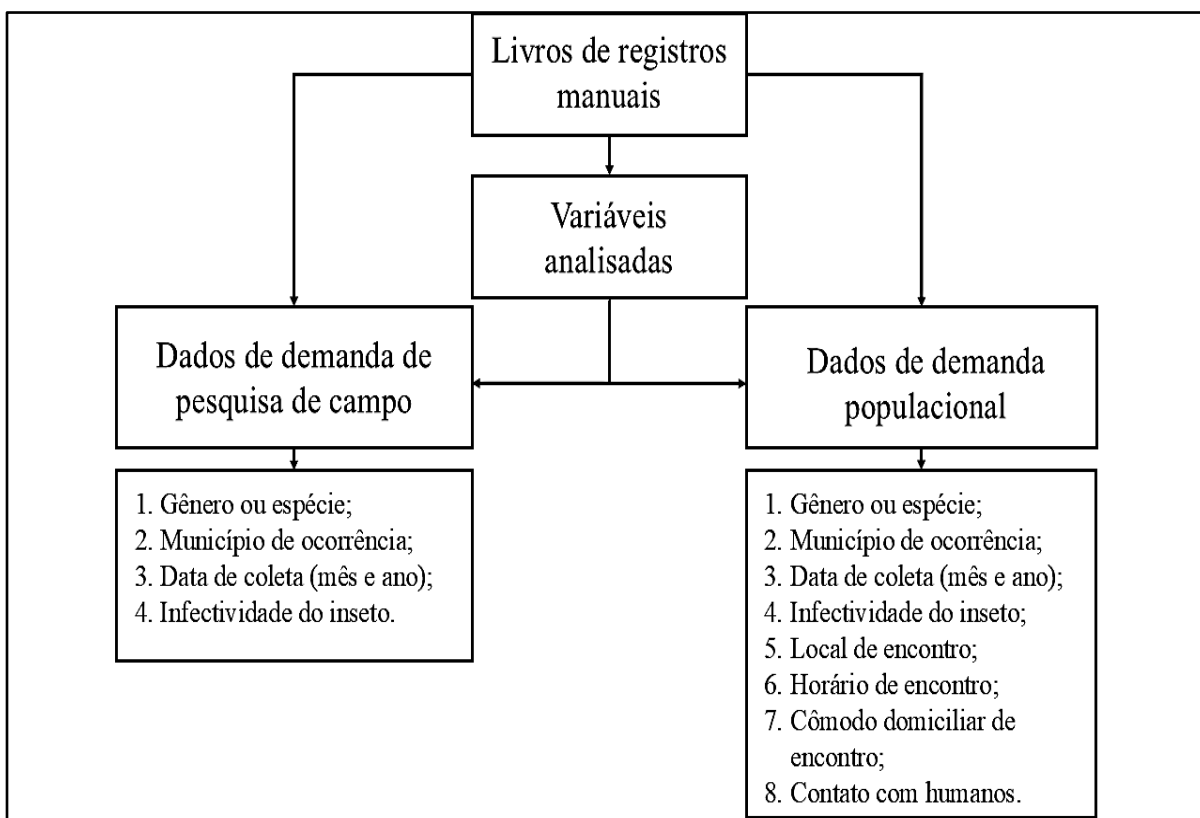 Livros de registros
manuais
Variáveis
analisadas
Dados de demanda de
pesquisa de campo
1. Gênero ou espécie;
2. Município de ocorrência;
3. Data de coleta (mês e ano);
4. Infectividade do inseto.
Dados de demanda
populacional
1. Gênero ou espécie;
2. Município de ocorrência;
3. Data de coleta (mês e ano);
4. Infectividade do inseto;
5. Local de encontro;
6. Horário de encontro;
7. Cômodo domiciliar de
encontro;
8. Contato com humanos.